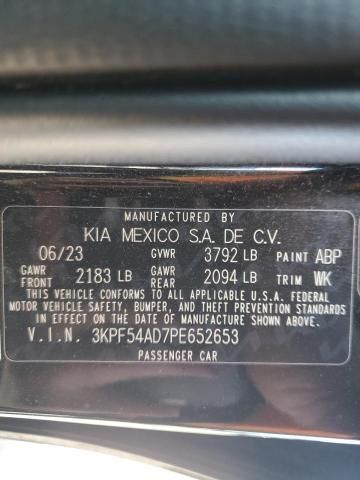 MANUFACTURED BY
KIA MEXICO S.A. DE C.V.
06/23 GVWR 3792 LB PAINT ABP
GAWR FRONT 2183 LB GAWR REAR 2094 LB TRIM WK
THIS VEHICLE CONFORMS TO ALL APPLICABLE U.S.A. FEDERAL
MOTOR VEHICLE SAFETY, BUMPER, AND THEFT PREVENTION STANDARDS
IN EFFECT ON THE DATE OF MANUFACTURE SHOWN ABOVE.
V.I.N. 3KPF54AD7PE652653
PASSENGER CAR